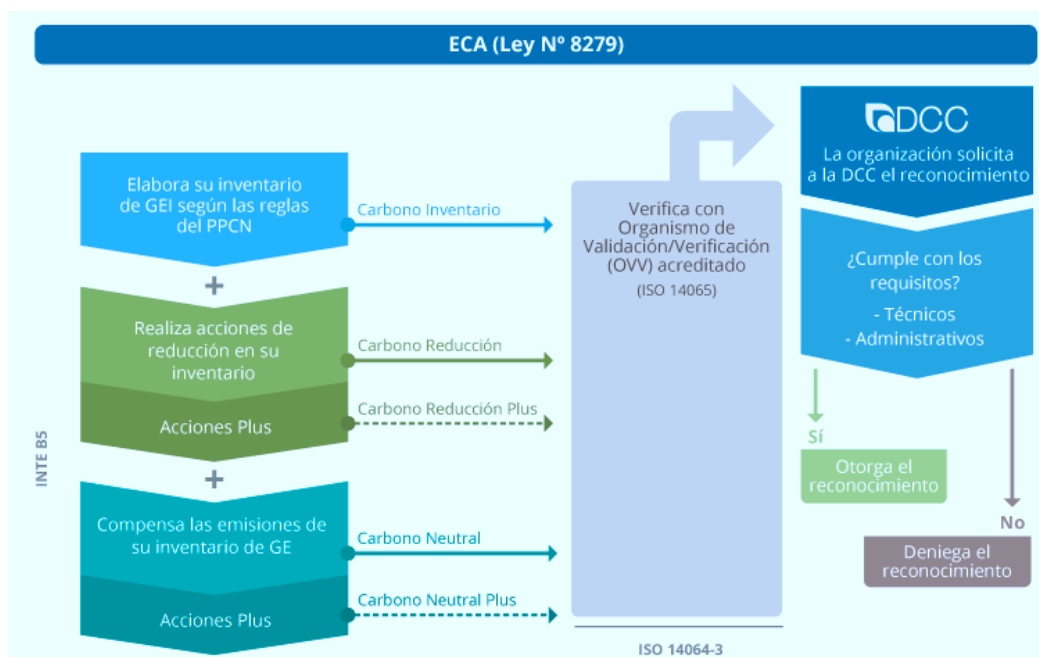 ECA (Ley Nº 8279)
Elabora su inventario
de GEI según las reglas
del PPCN
Carbono Inventario
+
Realiza acciones de
reducción en su
inventario
Carbono Reducción
Acciones Plus
Carbono Reducción Plus
+
Compensa las emisiones de
su inventario de GE
Carbono Neutral
Acciones Plus
Carbono Neutral Plus
INTE B5
Verifica con
Organismo de
Validación/Verificación
(OVV) acreditado
(ISO 14065)
ISO 14064-3
DCC
La organización solicita
a la DCC el reconocimiento
¿Cumple con los
requisitos?
- Técnicos
- Administrativos
Sí
Otorga el
reconocimiento
No
Deniega el
reconocimiento